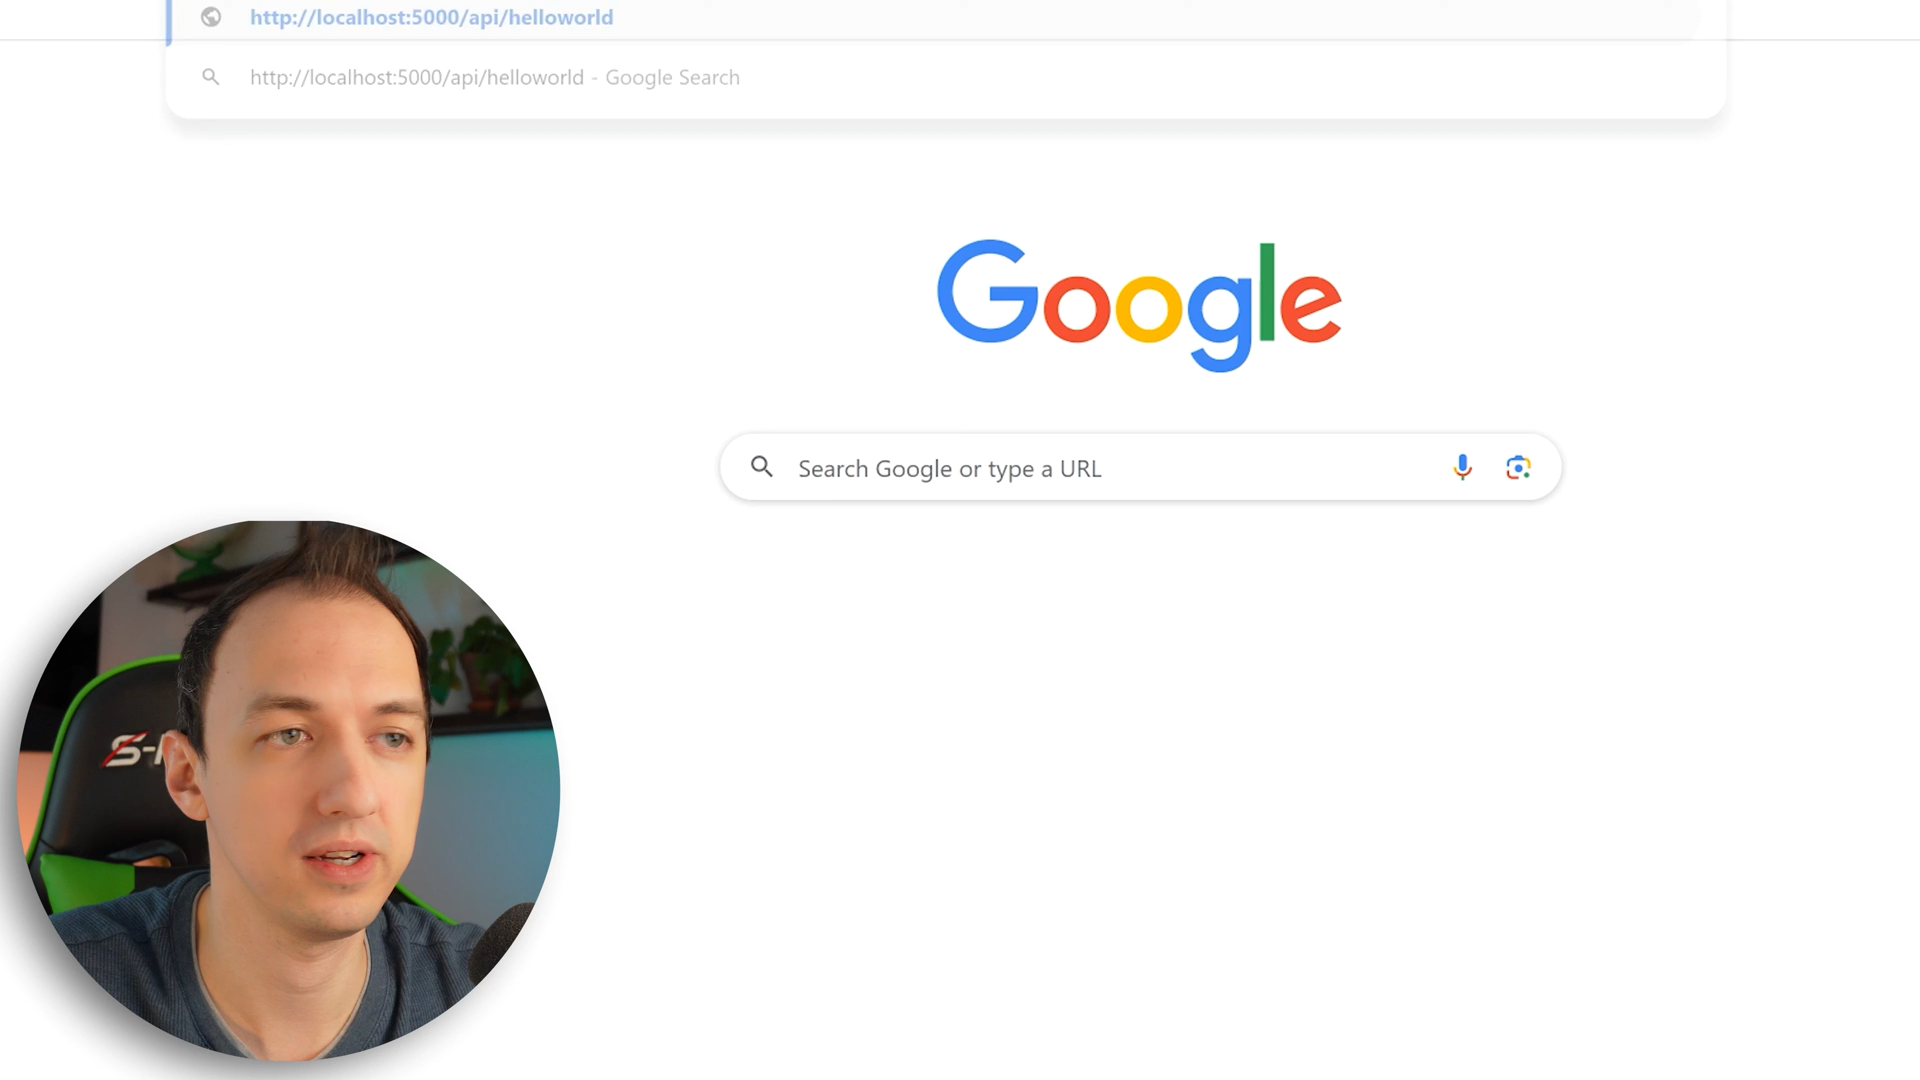 http://localhost:5000/api/helloworld
http://localhost:5000/api/helloworld - Google Search
Google
Search Google or type a URL
S-